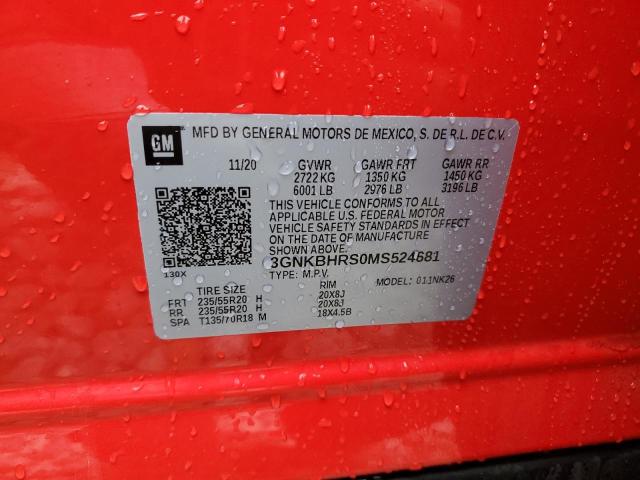 GM
MFD BY GENERAL MOTORS DE MEXICO, S. DE R.L. DE C.V.
11/20 GVWR GAWR FRT GAWR RR
2722 KG 1350 KG 1450 KG
6001 LB 2976 LB 3196 LB
THIS VEHICLE CONFORMS TO ALL
APPLICABLE U.S. FEDERAL MOTOR
VEHICLE SAFETY STANDARDS IN EFFECT
ON THE DATE OF MANUFACTURE SHOWN ABOVE.
3GNKBHRS0MS524681
130X
TYPE: M.P.V. MODEL: 011NK26
TIRE SIZE RIM
FRT 235/55R20 H 20X8J
RR 235/55R20 H 20X8J
SPA T135/70R18 M 18X4.5B